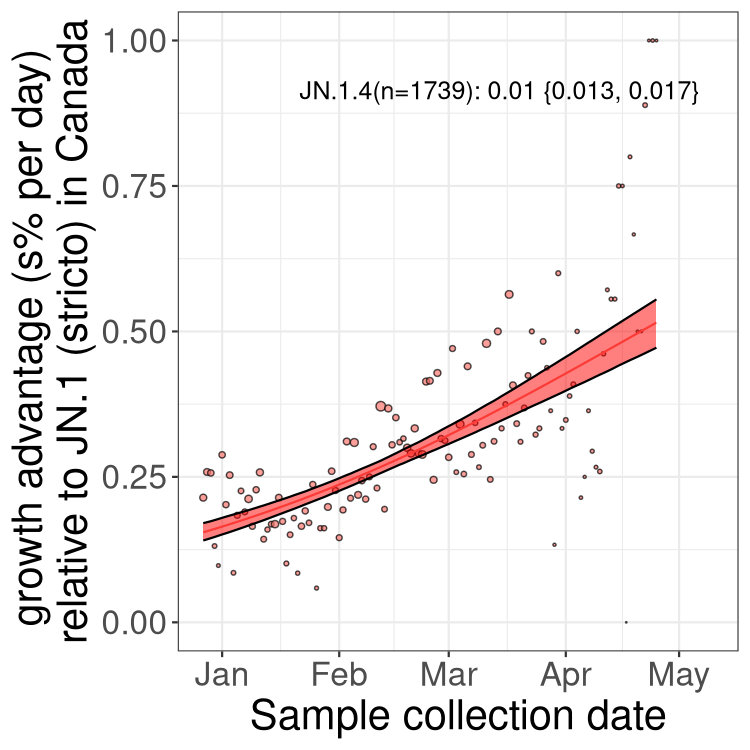 growth advantage (s% per day)
relative to JN.1 (stricto) in Canada
1.00
0.75
0.50
0.25
0.00
JN.1.4(n=1739): 0.01 {0.013, 0.017}
Jan Feb Mar Apr May
Sample collection date